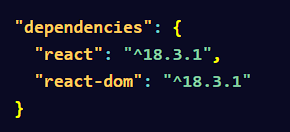 "dependencies": {
"react": "^18.3.1",
"react-dom": "^18.3.1"
}